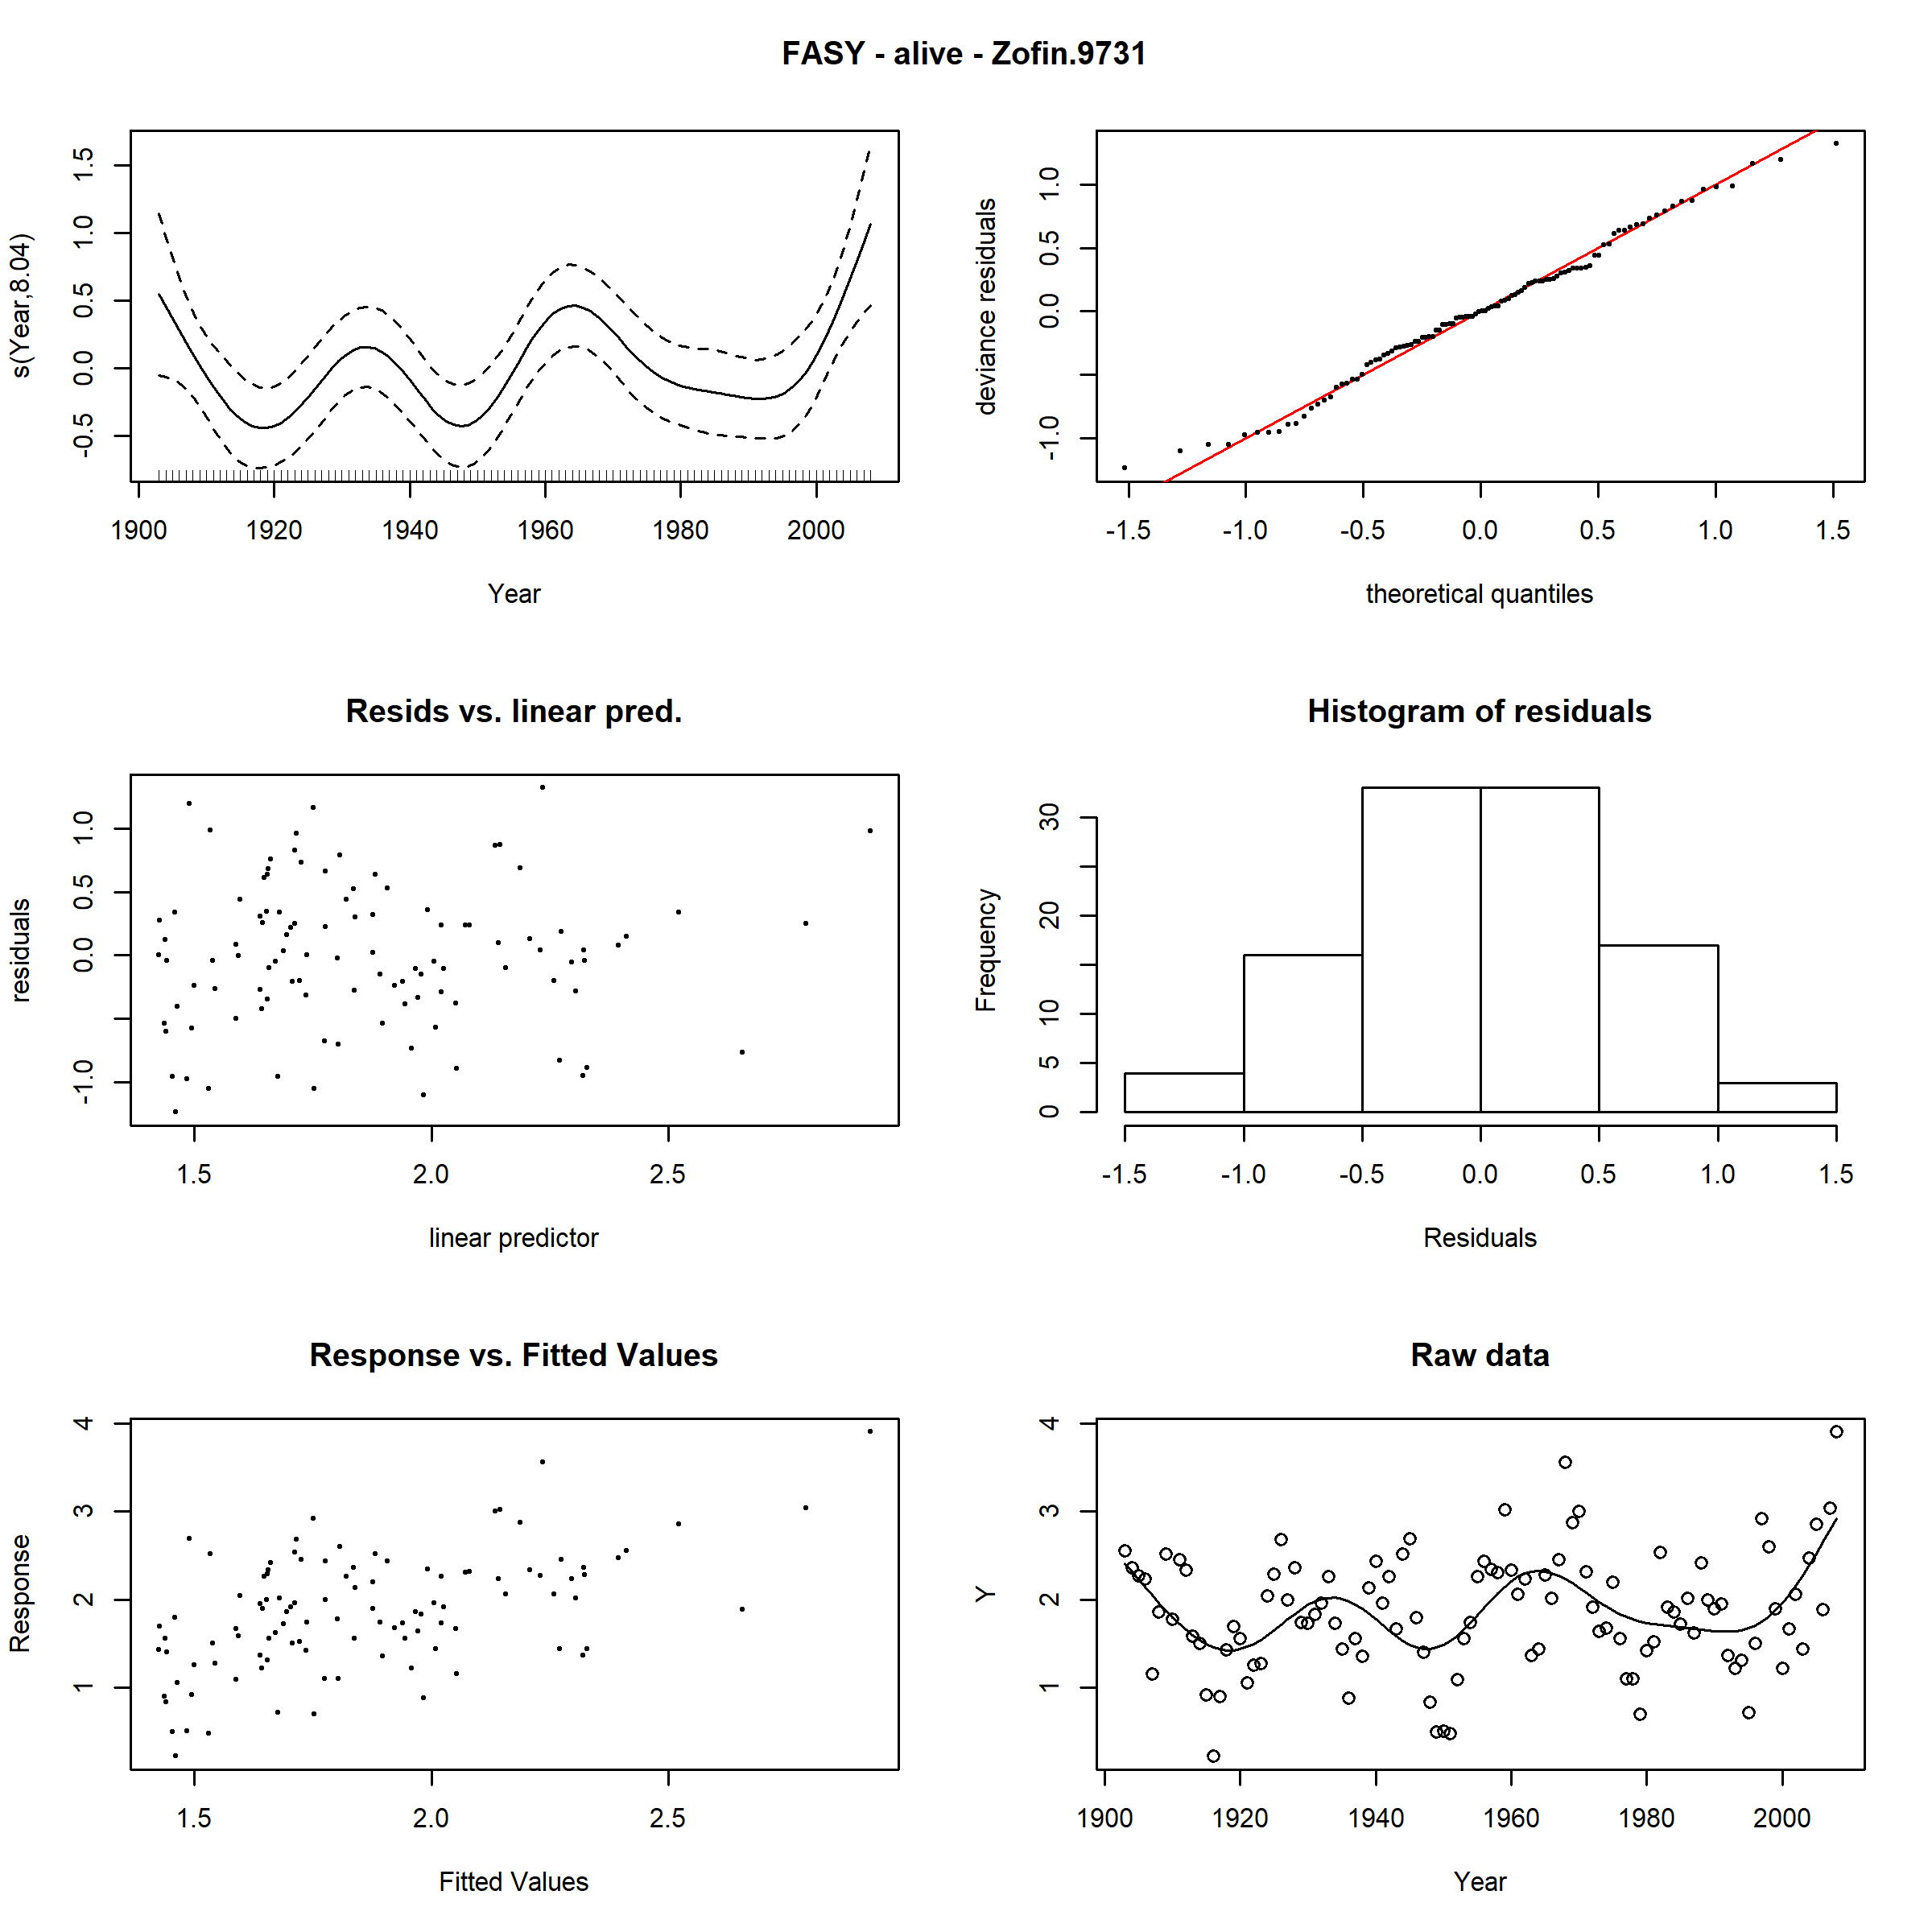 FASY - alive - Zofin.9731
s(Year,8.04)
-0.5 0.0 0.5 1.0 1.5
1900 1920 1940 1960 1980 2000
Year
deviance residuals
-1.0 0.0 0.5 1.0
-1.5 -1.0 -0.5 0.0 0.5 1.0 1.5
theoretical quantiles
Resids vs. linear pred.
residuals
-1.0 0.0 0.5 1.0
1.5 2.0 2.5
linear predictor
Histogram of residuals
Frequency
0 5 10 20 30
-1.5 -1.0 -0.5 0.0 0.5 1.0 1.5
Residuals
Response vs. Fitted Values
Response
1 2 3 4
1.5 2.0 2.5
Fitted Values
Raw data
Y
1 2 3 4
1900 1920 1940 1960 1980 2000
Year